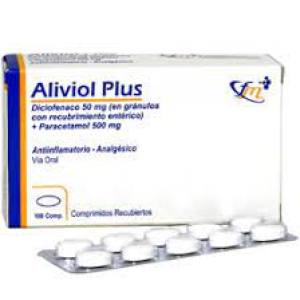 Aliviol Plus
Diclofenaco 50 mg (en gránulos
con recubrimiento entérico)
+ Paracetamol 500 mg
Antiinflamatorio - Analgésico
Vía Oral
fm
100 Comp.
Comprimidos Recubiertos